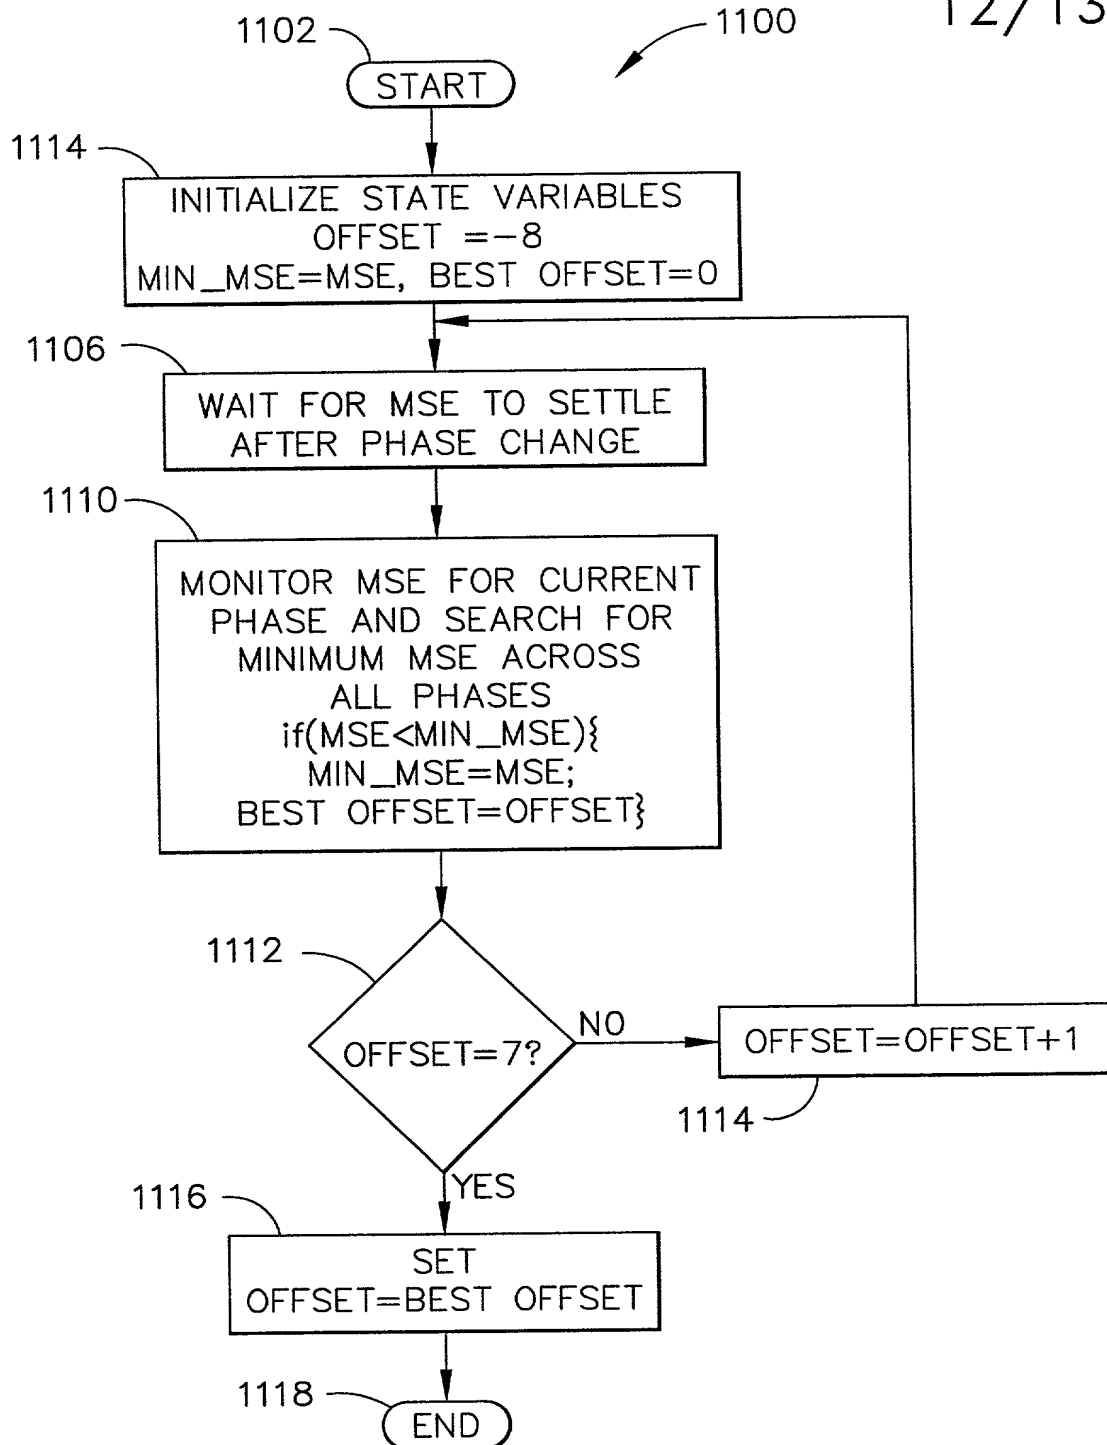 12/13
1100
1102
START
1114
INITIALIZE STATE VARIABLES
OFFSET =-8
MIN_MSE=MSE, BEST OFFSET=0
1106
WAIT FOR MSE TO SETTLE
AFTER PHASE CHANGE
1110
MONITOR MSE FOR CURRENT
PHASE AND SEARCH FOR
MINIMUM MSE ACROSS
ALL PHASES
if(MSE<MIN_MSE){
MIN_MSE=MSE;
BEST OFFSET=OFFSET}
1112
OFFSET=7?
NO
OFFSET=OFFSET+1
1114
YES
1116
SET
OFFSET=BEST OFFSET
1118
END